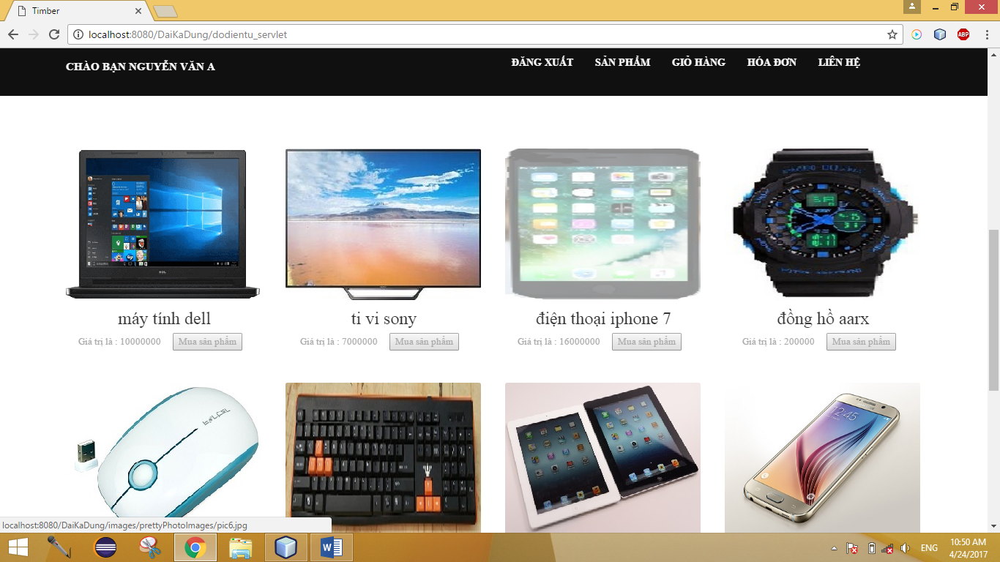 Timber
localhost:8080/DaiKaDung/dodientu_servlet
ABP
CHÀO BẠN NGUYỄN VĂN A
ĐĂNG XUẤT SẢN PHẨM GIỎ HÀNG HÓA ĐƠN LIÊN HỆ
máy tính dell
Giá trị là : 10000000 Mua sản phẩm
ti vi sony
Giá trị là : 7000000 Mua sản phẩm
điện thoại iphone 7
Giá trị là : 16000000 Mua sản phẩm
đồng hồ aarx
Giá trị là : 200000 Mua sản phẩm
12:45
localhost:8080/DaiKaDung/images/prettyPhotoImages/pic6.jpg
ENG
10:50 AM
4/24/2017